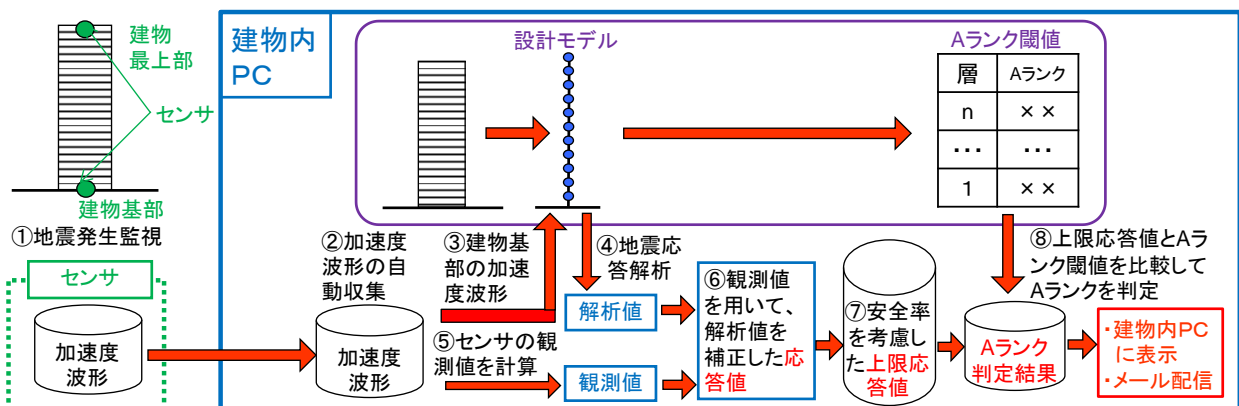 建物
最上部
センサ
建物基部
①地震発生監視
センサ
加速度
波形
建物内
PC
設計モデル
Aランク閾値
層
Aランク
n
××
・・・
・・・
1
××
②加速度
波形の自
動収集
加速度
波形
③建物基
部の加速
度波形
④地震応
答解析
解析値
⑤センサの観
測値を計算
観測値
⑥観測値
を用いて、
解析値を
補正した応
答値
⑦安全率
を考慮し
た上限応
答値
⑧上限応答値とAラ
ンク閾値を比較して
Aランクを判定
Aランク
判定結果
・建物内PC
に表示
・メール配信